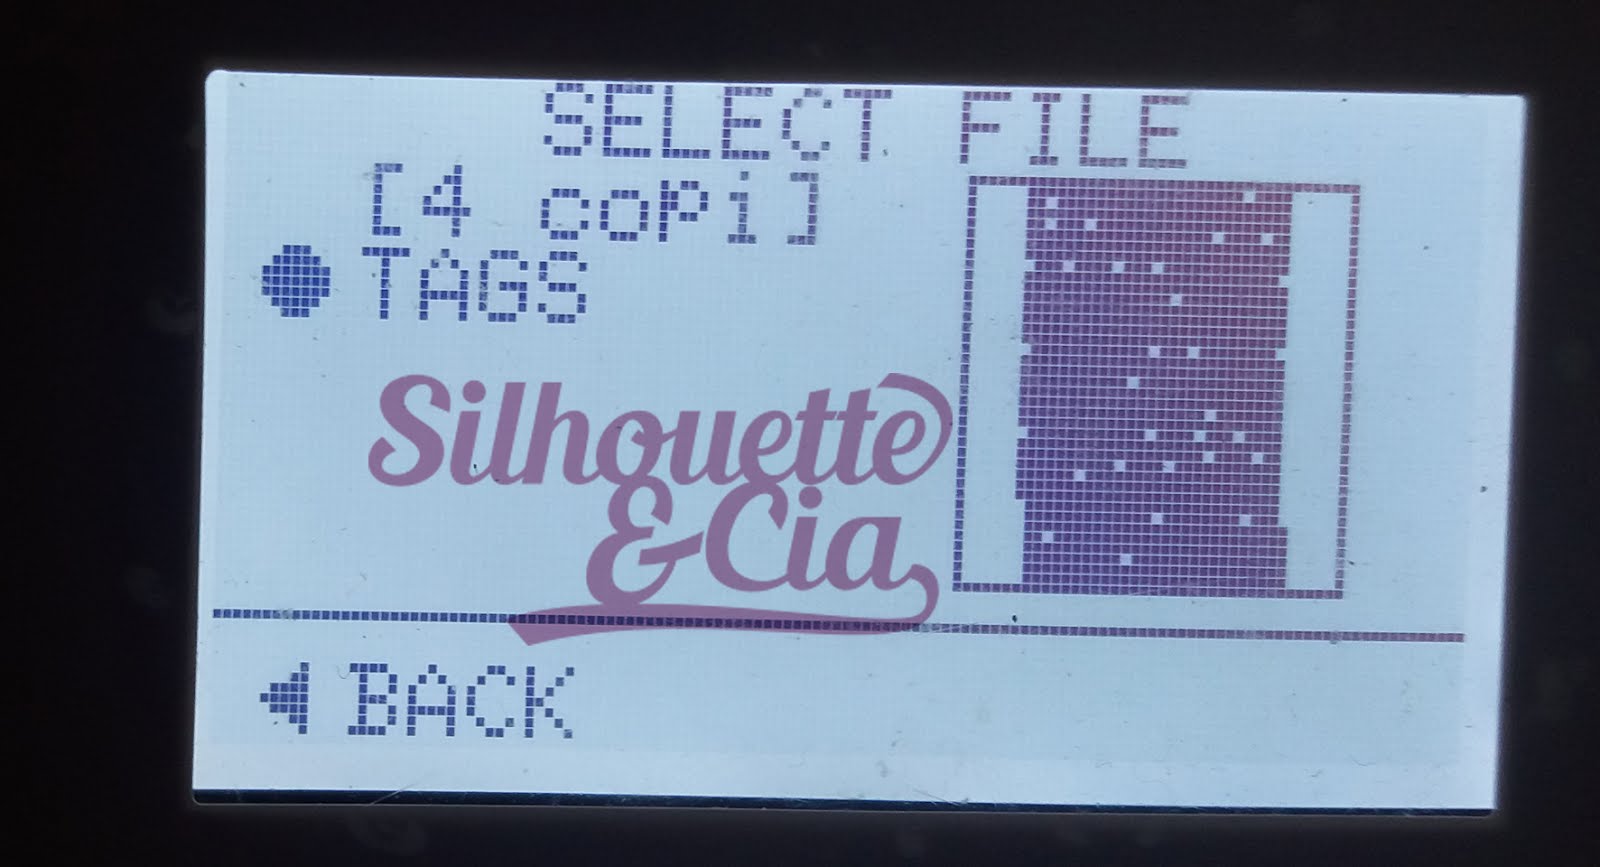 SELECT FILE
[4 copi]
TAGS
Silhouette
&Cia
BACK